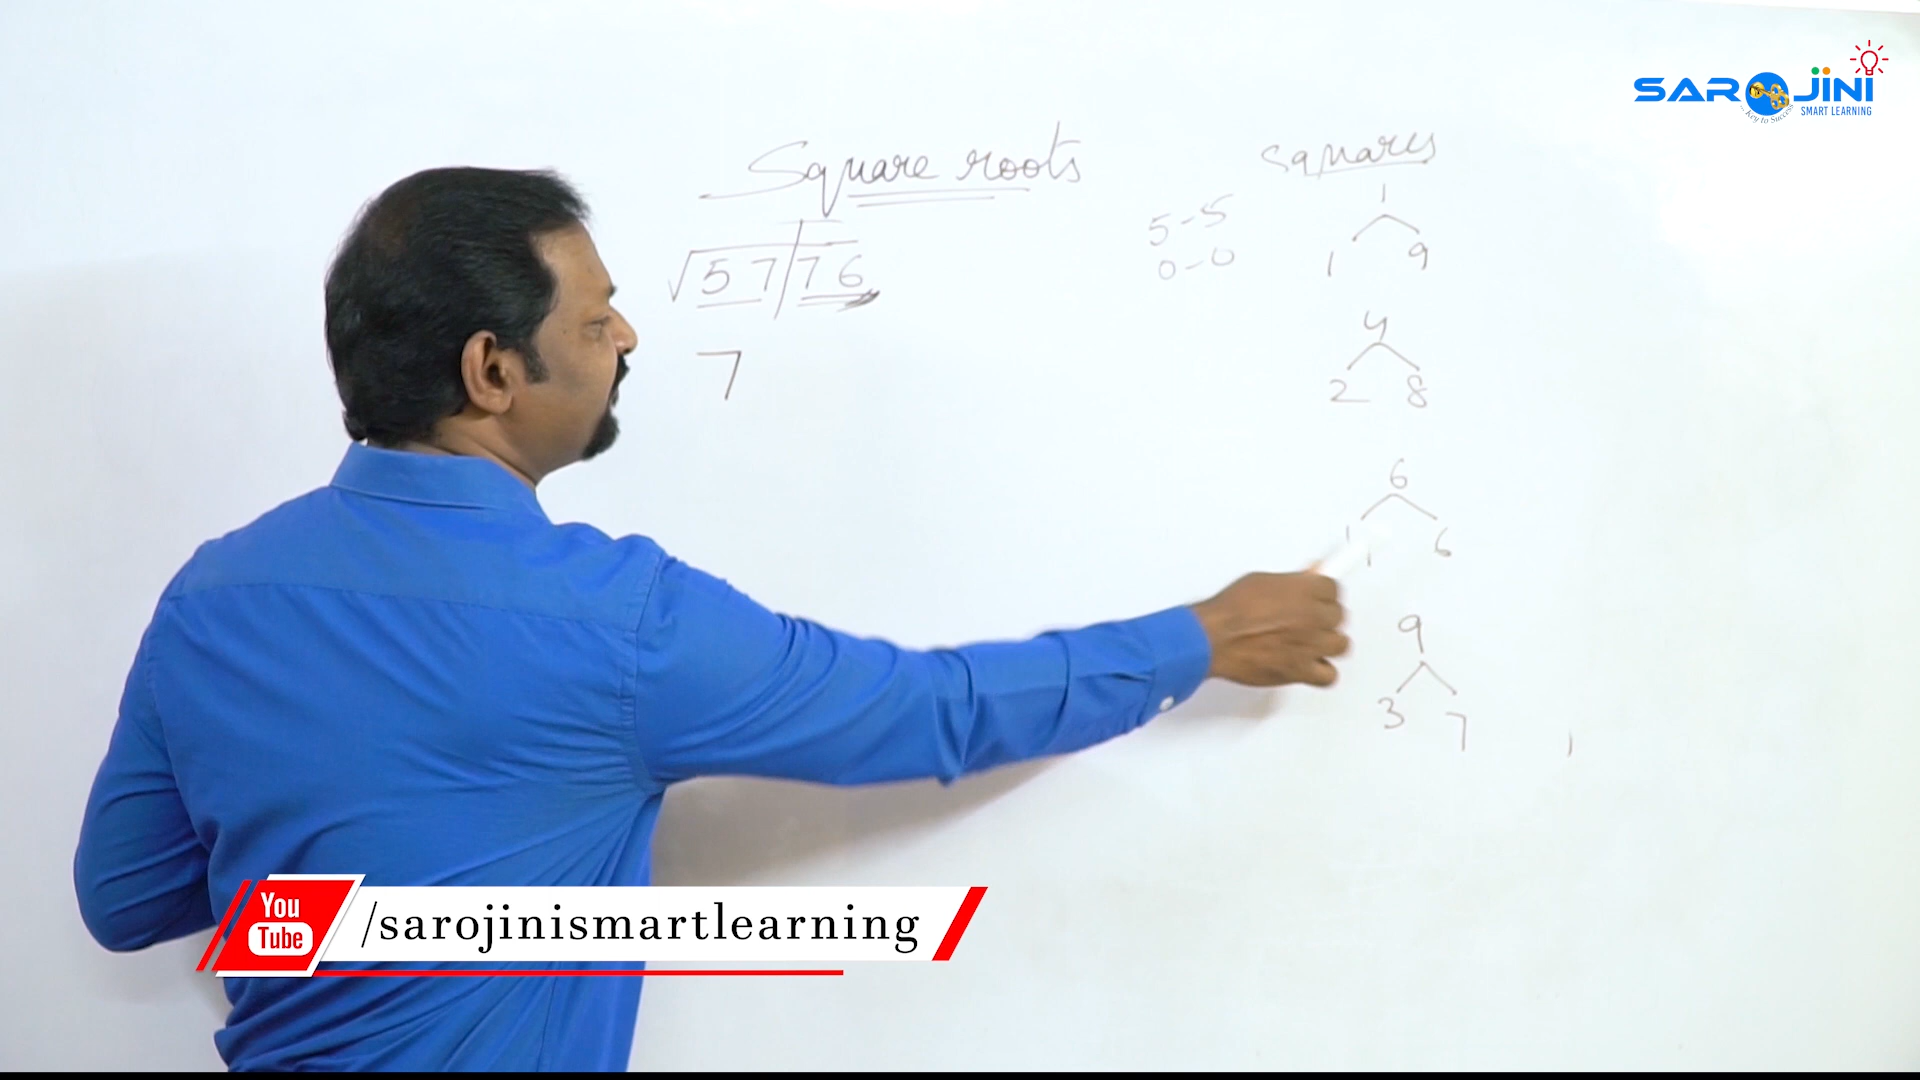 SAROJINI
SMART LEARNING
Key to Success
Square roots
√57/76
7
squares
5-5
0-0
1
1 9
4
2 8
6
6
9
3 7
1
You
Tube
/sarojinismartlearning